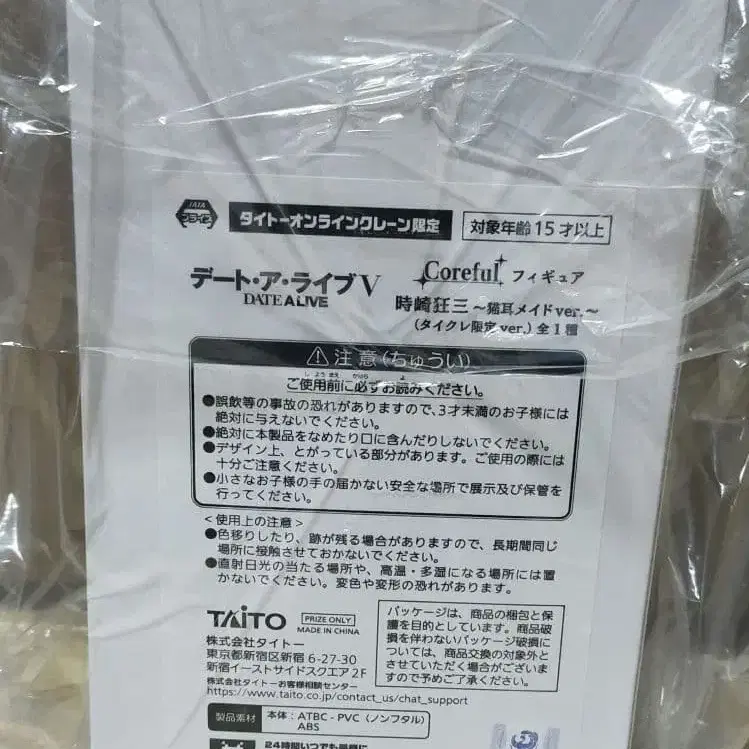 JAIA
プライズ
タイトーオンラインクレーン限定
対象年齢15才以上
デート・ア・ライブV
DATE A LIVE
Coreful フィギュア
時崎狂三 ～猫耳メイドver.～
（タイクレ限定ver.）全1種
注意（ちゅうい）
しようまえ かなら よ
ご使用前に必ずお読みください。
●誤飲等の事故の恐れがありますので、3才未満のお子様には
絶対に与えないでください。
●絶対に本製品をなめたり口に含んだりしないでください。
●デザイン上、とがっている部分があります。ご使用の際には
十分ご注意ください。
●小さなお子様の手の届かない安全な場所で展示及び保管を
行ってください。
＜使用上の注意＞
●色移りしたり、跡が残る場合がありますので、長期間同じ
場所に接触させておかないでください。
●直射日光の当たる場所や、高温・多湿になる場所には置
かないでください。変色や変形の恐れがあります。
TAITO
PRIZE ONLY
MADE IN CHINA
株式会社タイトー
東京都新宿区新宿 6-27-30
新宿イーストサイドスクエア 2F
株式会社タイトーお客様相談センター
https://www.taito.co.jp/contact_us/chat_support
パッケージは、商品の梱包と保
護を目的としています。商品破
損を伴わないパッケージ破損に
ついては、商品交換の対象外と
させていただく場合がございま
すので予めご了承ください。
製品素材
本体：ATBC-PVC（ノンフタル）
ABS
24時間いつでも気軽に